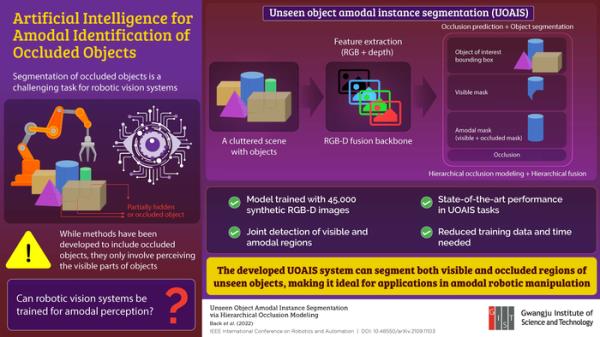 Artificial Intelligence for
Amodal Identification of
Occluded Objects
Segmentation of occluded objects is a
challenging task for robotic vision systems
Partially hidden
or occluded object
While methods have been
developed to include occluded
objects, they only involve perceiving
the visible parts of objects
Can robotic vision systems be
trained for amodal perception?
?
Unseen object amodal instance segmentation (UOAIS)
A cluttered scene
with objects
Feature extraction
(RGB + depth)
RGB-D fusion backbone
Occlusion prediction + Object segmentation
Object of interest
bounding box
Visible mask
Amodal mask
(visible + occluded mask)
Occlusion
Hierarchical occlusion modeling + Hierarchical fusion
Model trained with 45,000
synthetic RGB-D images
Joint detection of visible and
amodal regions
State-of-the-art performance
in UOAIS tasks
Reduced training data and time
needed
The developed UOAIS system can segment both visible and occluded regions of
unseen objects, making it ideal for applications in amodal robotic manipulation
Unseen Object Amodal Instance Segmentation
via Hierarchical Occlusion Modeling
Back et al. (2022)
IEEE International Conference on Robotics and Automation | DOI: 10.48550/arXiv.2109.11103
GIST
Gwangju Institute of
Science and Technology